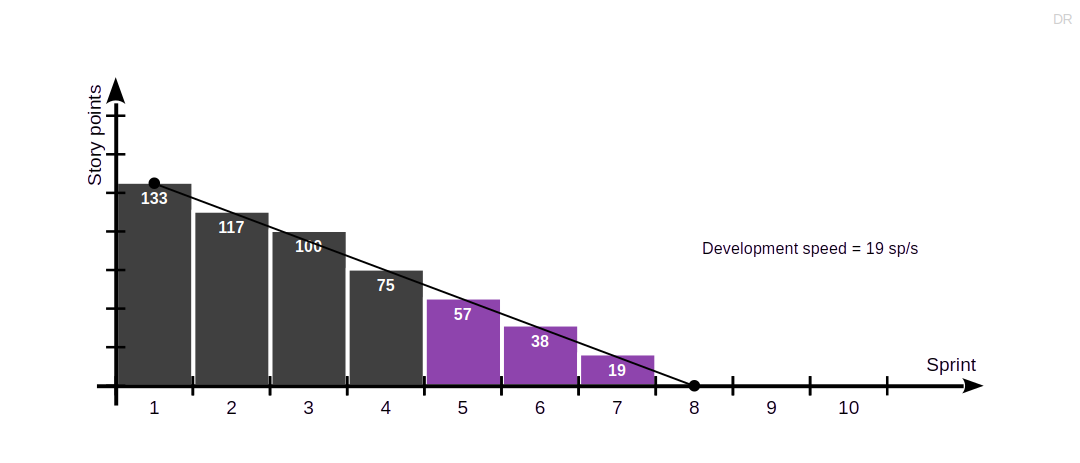 DR
Story points
133
117
100
75
57
38
19
Development speed = 19 sp/s
Sprint
1 2 3 4 5 6 7 8 9 10